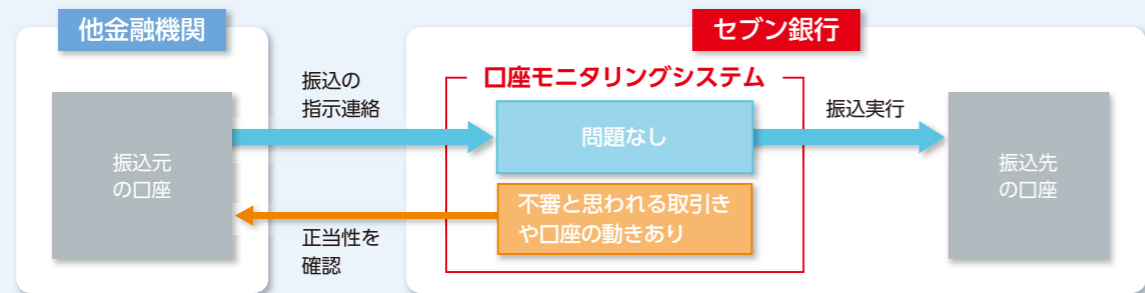 他金融機関
セブン銀行
振込元
の口座
振込の
指示連絡
口座モニタリングシステム
問題なし
振込実行
振込先
の口座
不審と思われる取引き
や口座の動きあり
正当性を
確認